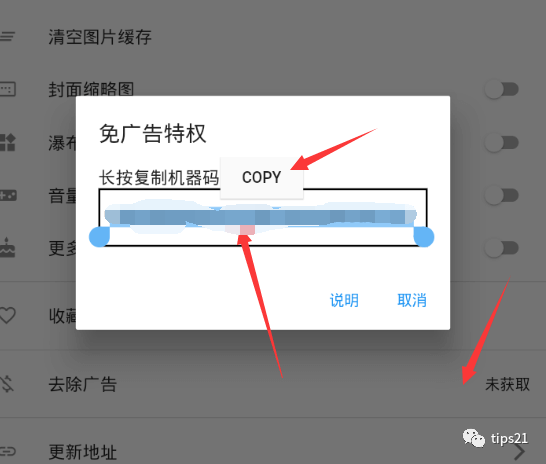 清空图片缓存
封面缩略图
免广告特权
瀑布
长按复制机器码
COPY
音量
更多
说明
取消
收藏
去除广告
未获取
tips21
更新地址